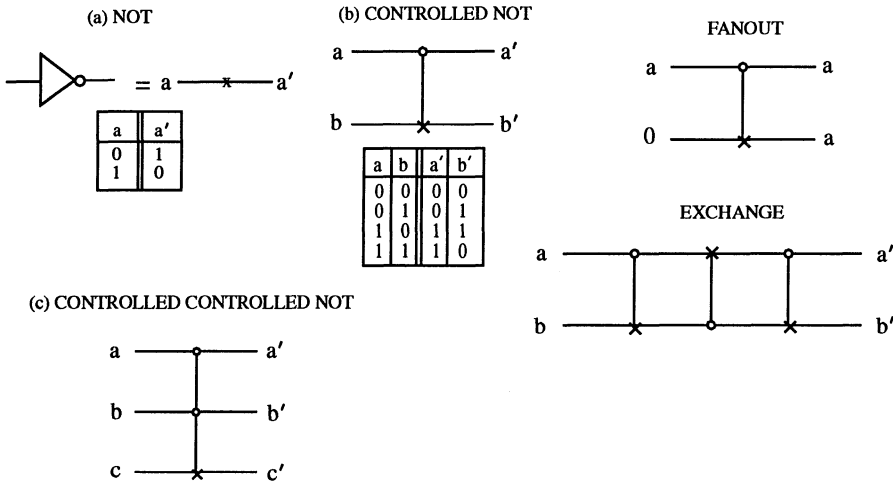 (a) NOT
= a a′
a a′
0 1
1 0
(b) CONTROLLED NOT
a a′
b b′
a b a′ b′
0 0 0 0
0 1 0 1
1 0 1 1
1 1 1 0
FANOUT
a a
0 a
EXCHANGE
a a′
b b′
(c) CONTROLLED CONTROLLED NOT
a a′
b b′
c c′